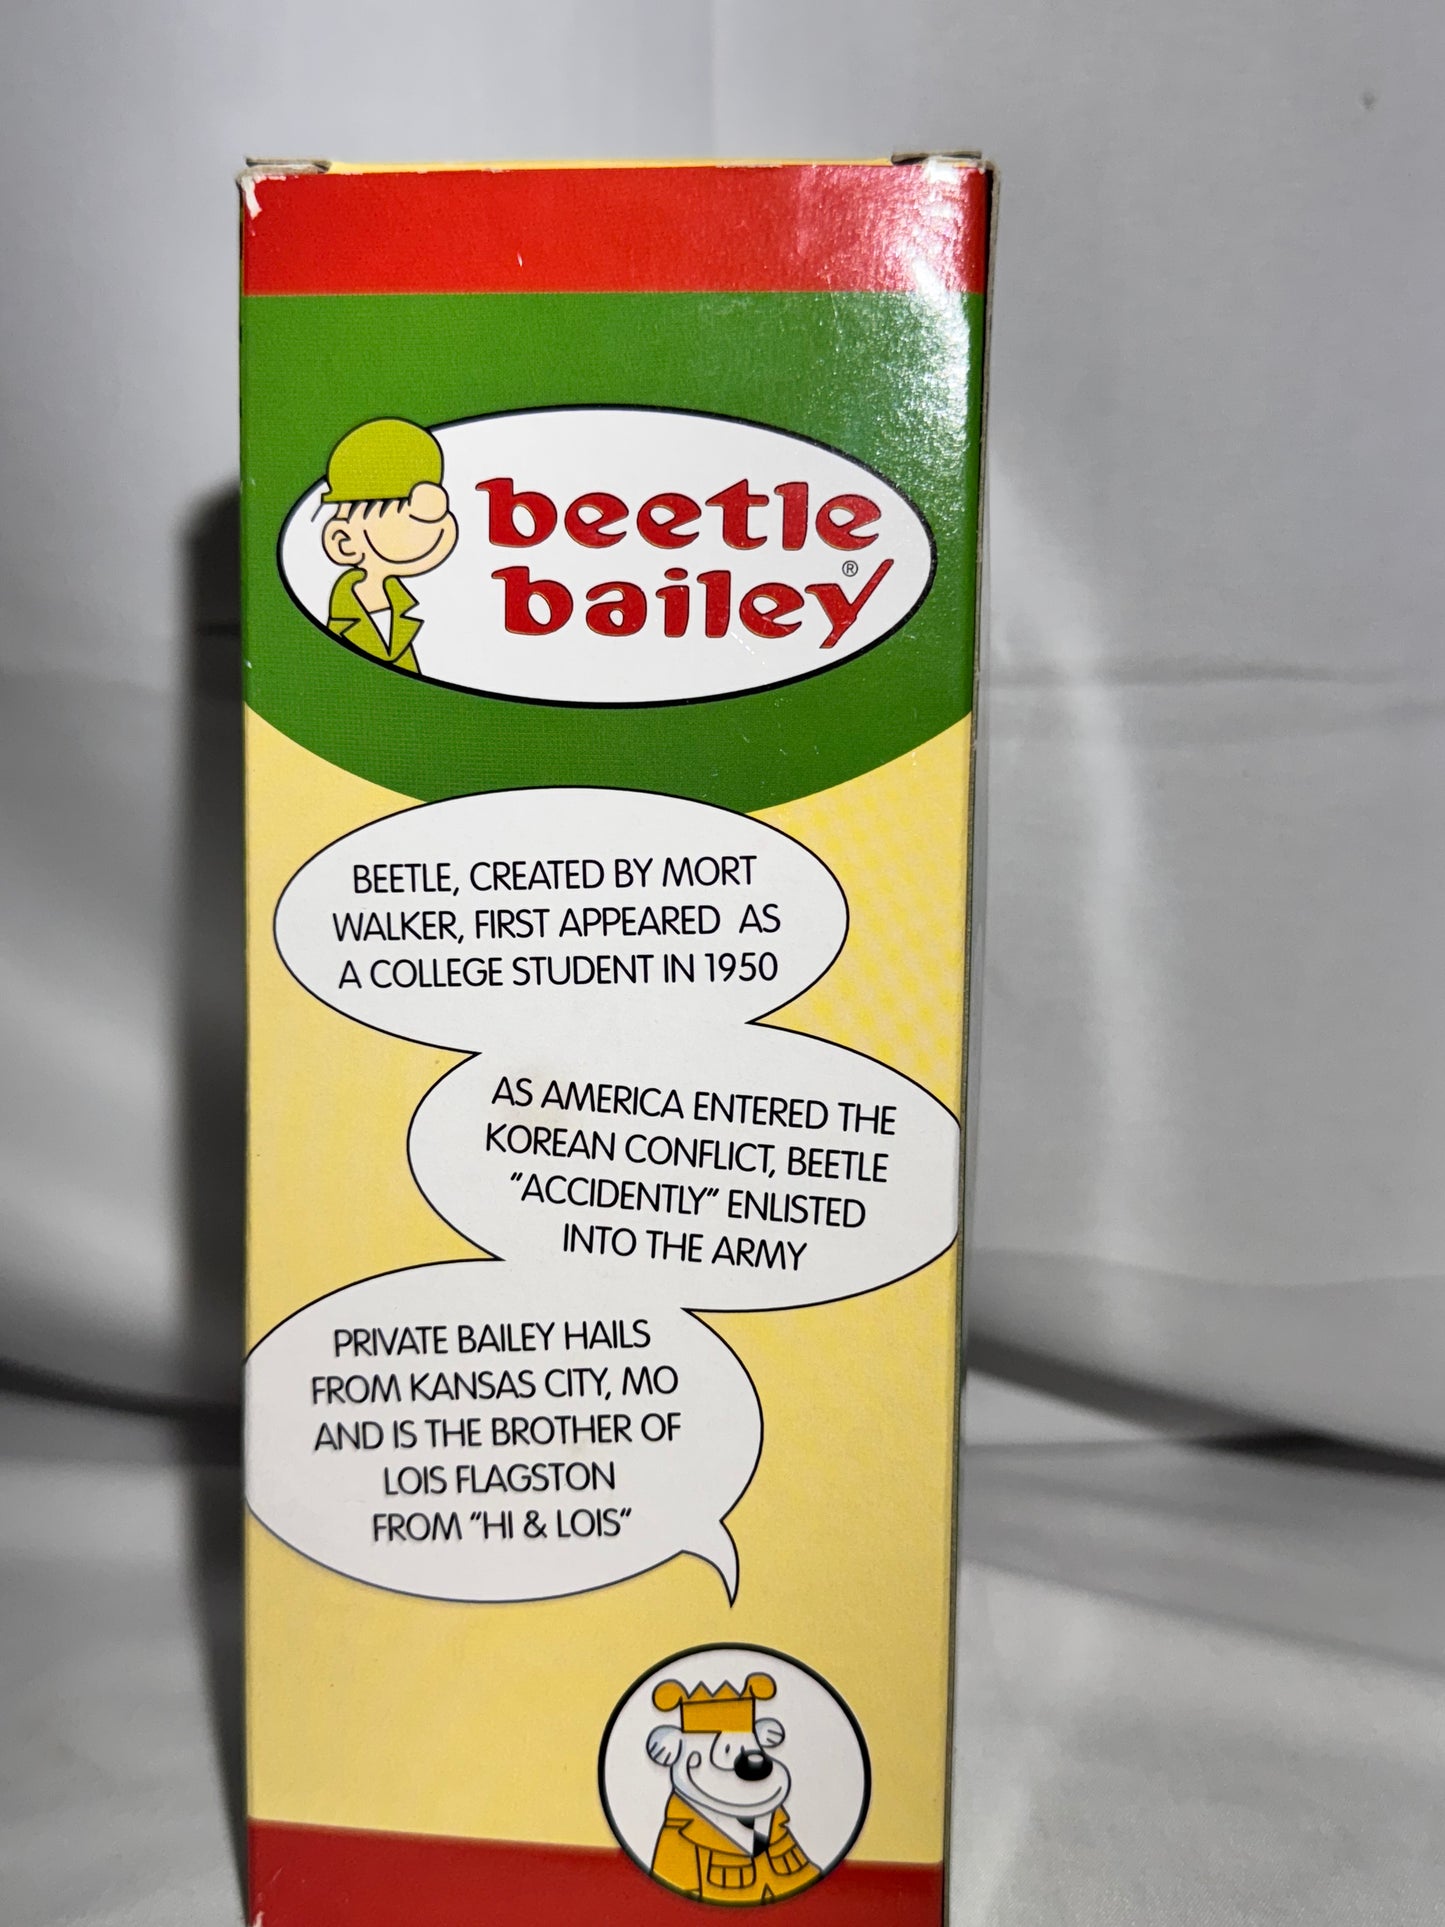 beetle
bailey®
BEETLE, CREATED BY MORT
WALKER, FIRST APPEARED AS
A COLLEGE STUDENT IN 1950
AS AMERICA ENTERED THE
KOREAN CONFLICT, BEETLE
"ACCIDENTLY" ENLISTED
INTO THE ARMY
PRIVATE BAILEY HAILS
FROM KANSAS CITY, MO
AND IS THE BROTHER OF
LOIS FLAGSTON
FROM "HI & LOIS"